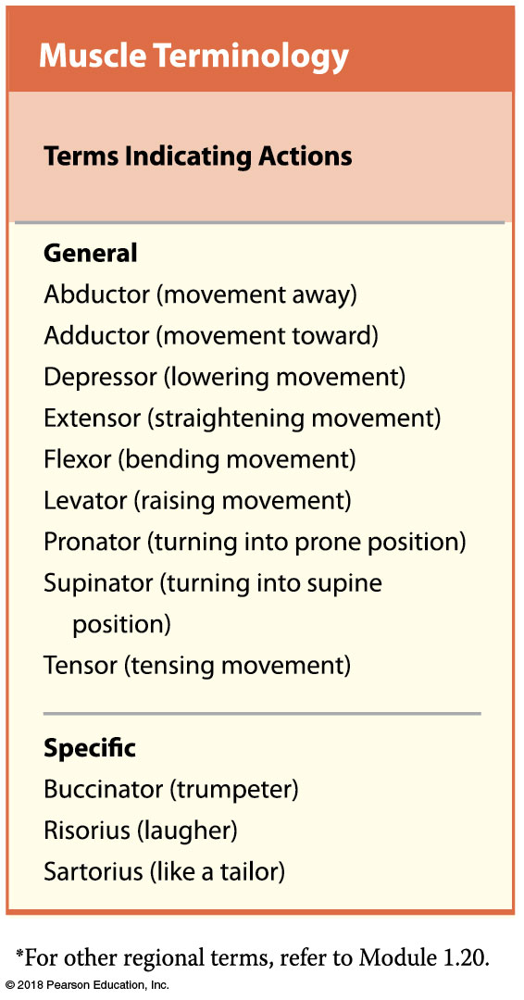 Muscle Terminology
Terms Indicating Actions
General
Abductor (movement away)
Adductor (movement toward)
Depressor (lowering movement)
Extensor (straightening movement)
Flexor (bending movement)
Levator (raising movement)
Pronator (turning into prone position)
Supinator (turning into supine
position)
Tensor (tensing movement)
Specific
Buccinator (trumpeter)
Risorius (laugher)
Sartorius (like a tailor)
*For other regional terms, refer to Module 1.20.
© 2018 Pearson Education, Inc.